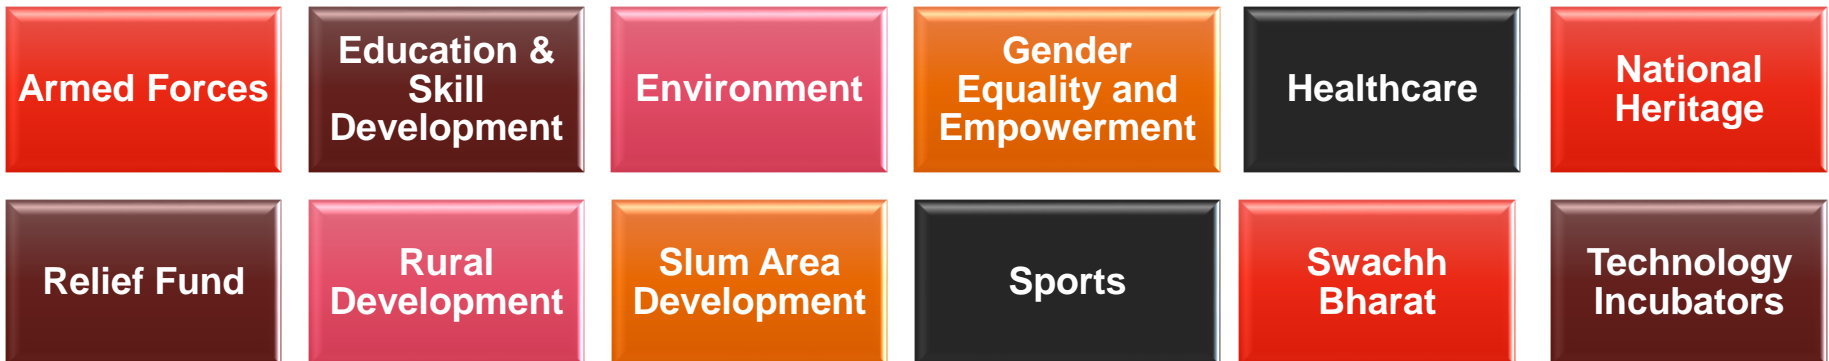 Armed Forces
Education &
Skill
Development
Environment
Gender
Equality and
Empowerment
Healthcare
National
Heritage
Relief Fund
Rural
Development
Slum Area
Development
Sports
Swachh
Bharat
Technology
Incubators